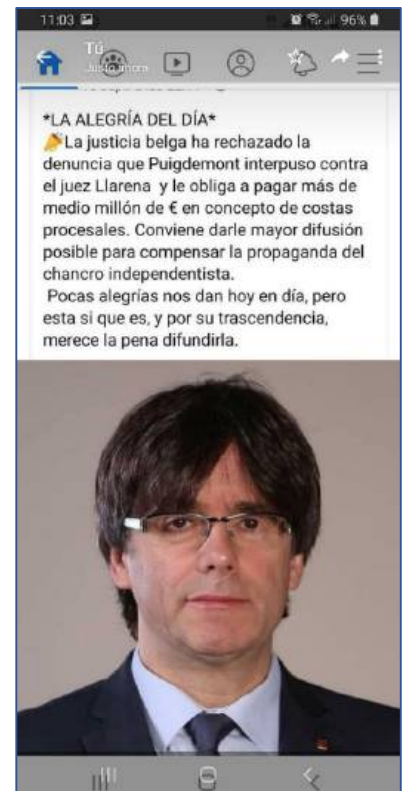 11:03 96%
Tú
Justo ahora
*LA ALEGRÍA DEL DÍA*
🎉La justicia belga ha rechazado la
denuncia que Puigdemont interpuso contra
el juez Llarena y le obliga a pagar más de
medio millón de € en concepto de costas
procesales. Conviene darle mayor difusión
posible para compensar la propaganda del
chancro independentista.
Pocas alegrías nos dan hoy en día, pero
esta si que es, y por su trascendencia,
merece la pena difundirla.